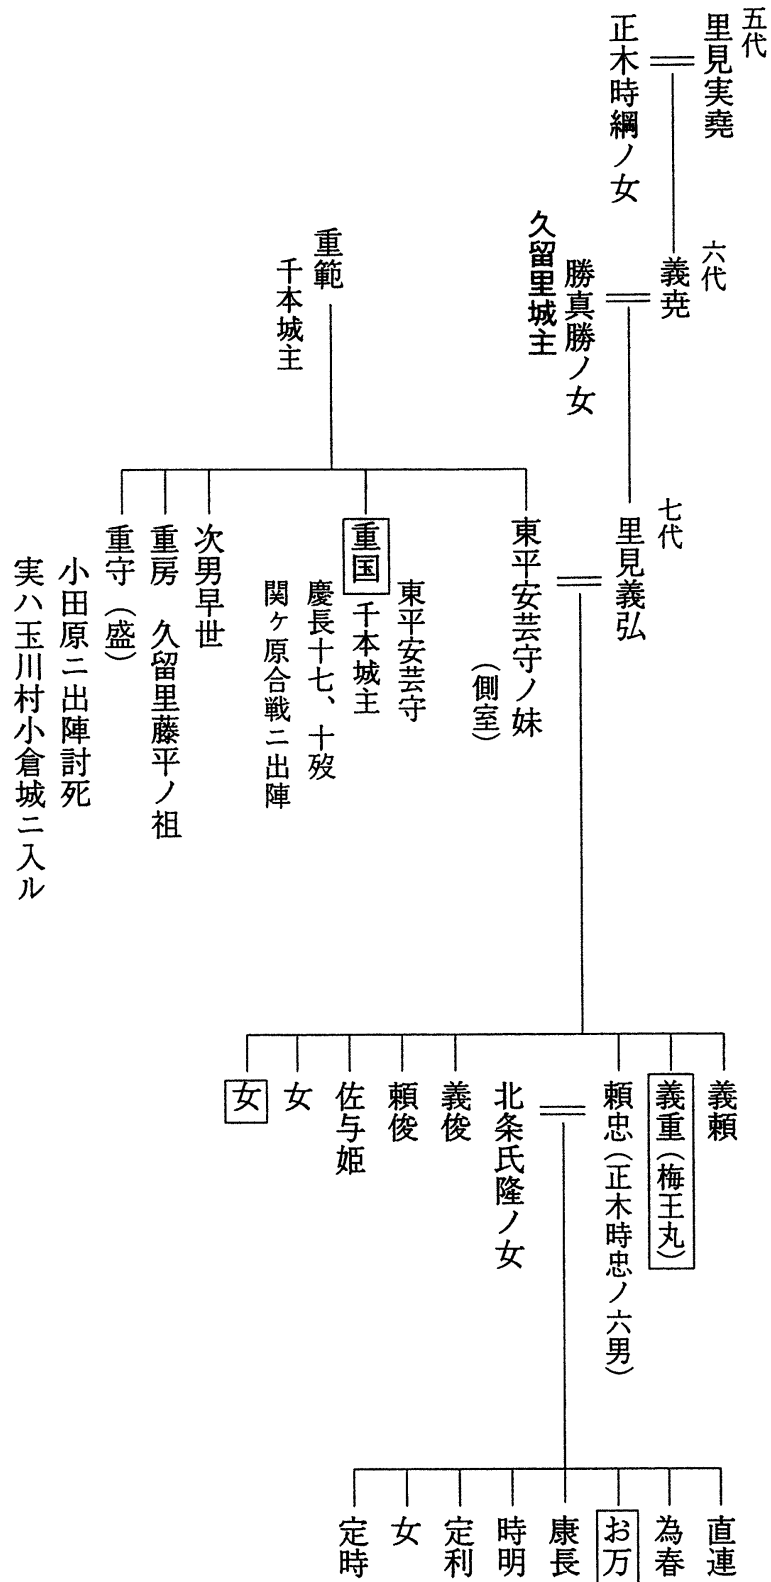 五代
里見実堯
正木時綱ノ女
六代
義尭
勝真勝ノ女
久留里城主
重範
千本城主
七代
里見義弘
東平安芸守ノ妹
(側室)
東平安芸守
重国 千本城主
慶長十七、十歿
関ヶ原合戦ニ出陣
次男早世
重房 久留里藤平ノ祖
重守(盛)
小田原ニ出陣討死
実ハ玉川村小倉城ニ入ル
義頼
義重(梅王丸)
頼忠(正木時忠ノ六男)
北条氏隆ノ女
義俊
頼俊
佐与姫
女
女
直連
為春
お万
康長
時明
定利
女
定時